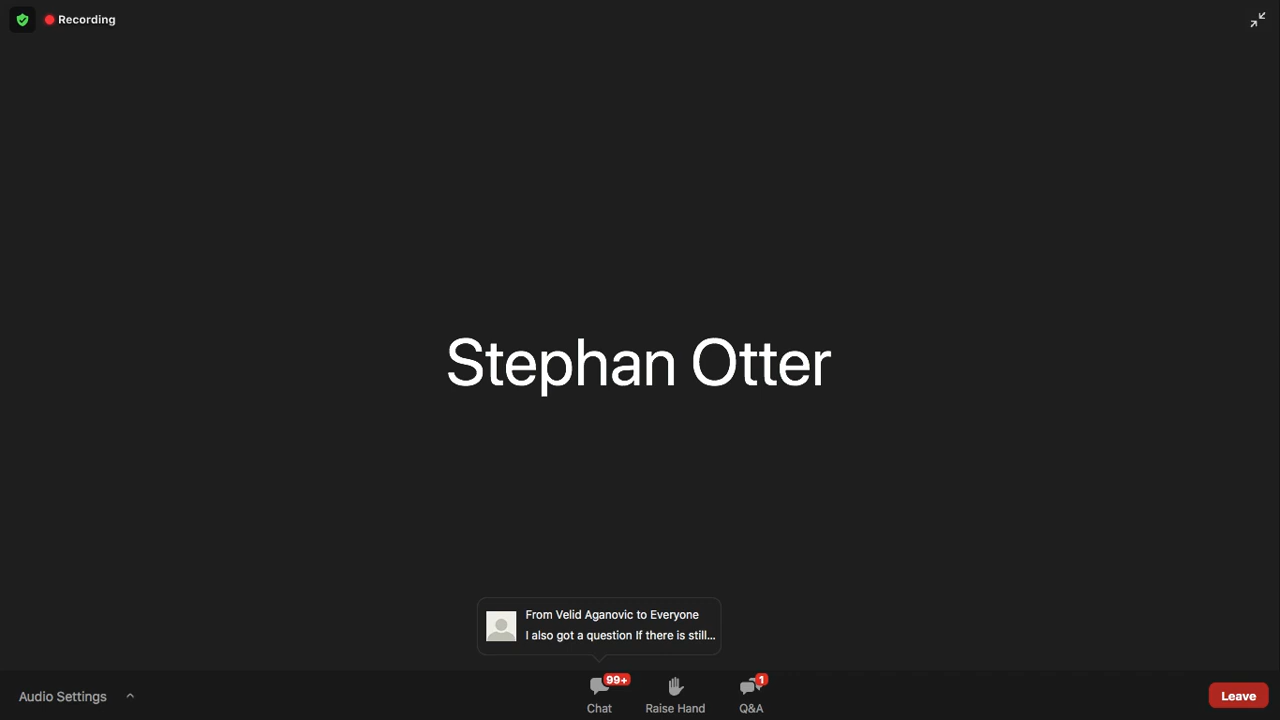 Recording
Stephan Otter
From Velid Aganovic to Everyone
I also got a question If there is still...
Audio Settings
99+
Chat
Raise Hand
1
Q&A
Leave